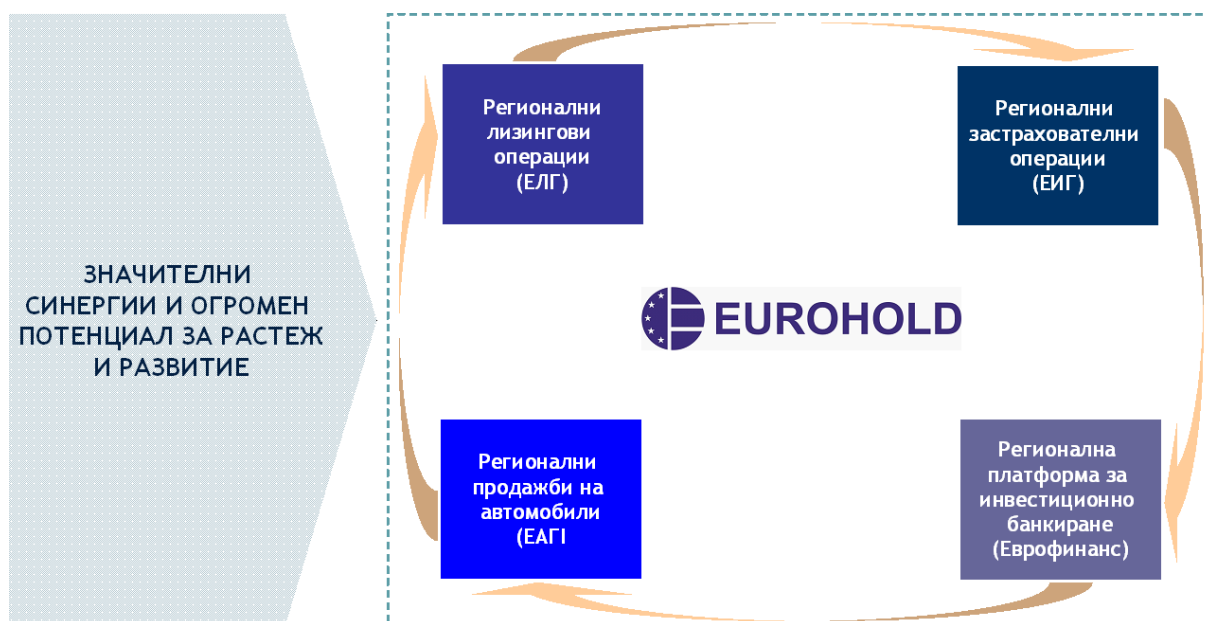 ЗНАЧИТЕЛНИ
СИНЕРГИИ И ОГРОМЕН
ПОТЕНЦИАЛ ЗА РАСТЕЖ
И РАЗВИТИЕ
Регионални
лизингови
операции
(ЕЛГ)
Регионални
застрахователни
операции
(ЕИГ)
EUROHOLD
Регионални
продажби на
автомобили
(ЕАГІ
Регионална
платформа за
инвестиционно
банкиране
(Еврофинанс)